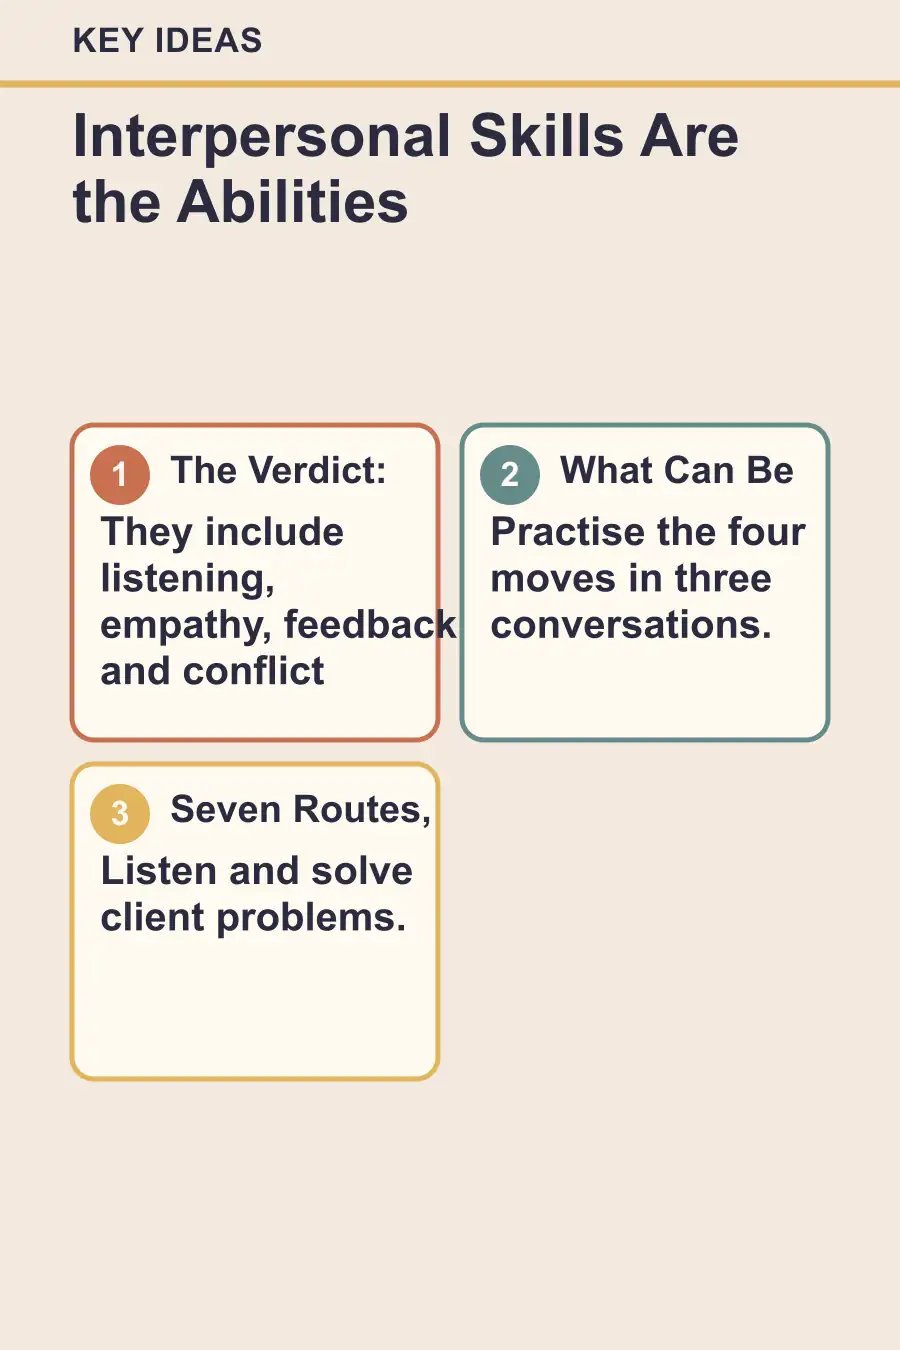 KEY IDEAS
Interpersonal Skills Are
the Abilities
1 The Verdict:
They include
listening,
empathy, feedback
and conflict
2 What Can Be
Practise the four
moves in three
conversations.
3 Seven Routes,
Listen and solve
client problems.